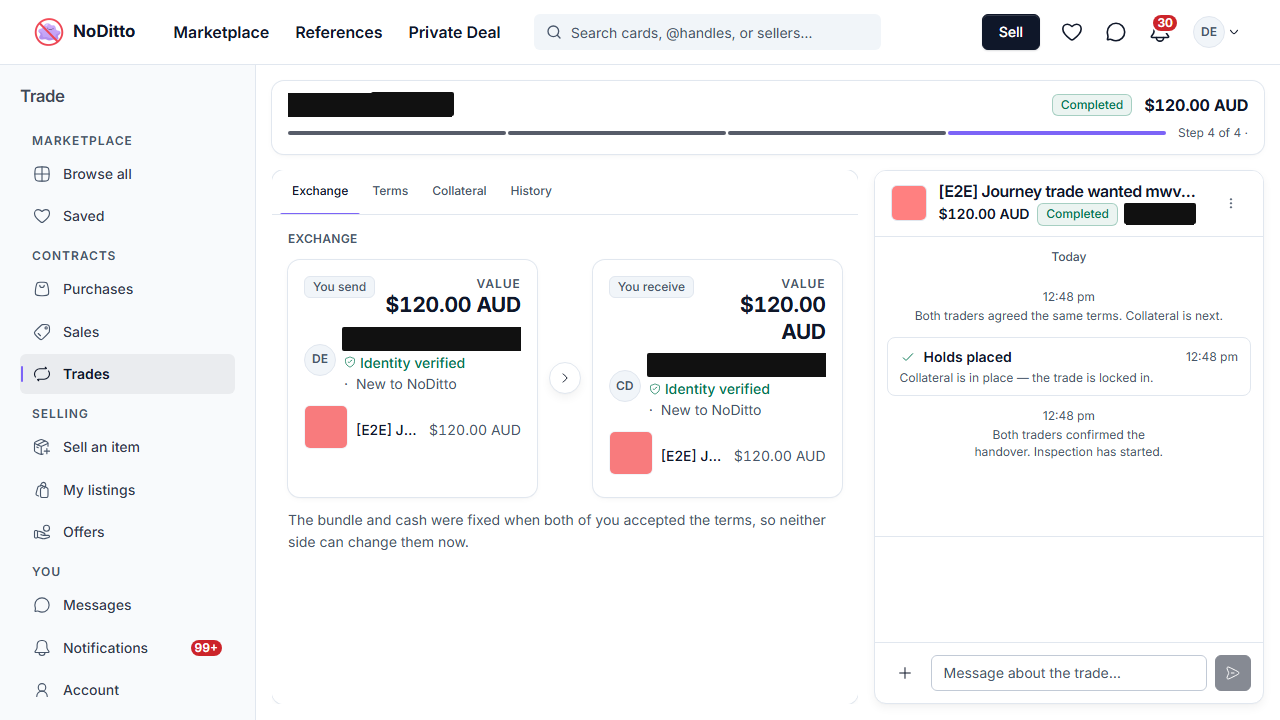 NoDitto
Marketplace
References
Private Deal
Search cards, @handles, or sellers...
Sell
30
DE
Trade
MARKETPLACE
Browse all
Saved
CONTRACTS
Purchases
Sales
Trades
SELLING
Sell an item
My listings
Offers
YOU
Messages
Notifications
99+
Account
Completed
$120.00 AUD
Step 4 of 4 ·
Exchange
Terms
Collateral
History
EXCHANGE
You send
VALUE
$120.00 AUD
DE
Identity verified
· New to NoDitto
[E2E] J...
$120.00 AUD
You receive
VALUE
$120.00
AUD
CD
Identity verified
· New to NoDitto
[E2E] J...
$120.00 AUD
The bundle and cash were fixed when both of you accepted the terms, so neither
side can change them now.
[E2E] Journey trade wanted mwv...
$120.00 AUD
Completed
Today
12:48 pm
Both traders agreed the same terms. Collateral is next.
Holds placed
12:48 pm
Collateral is in place — the trade is locked in.
12:48 pm
Both traders confirmed the
handover. Inspection has started.
Message about the trade...